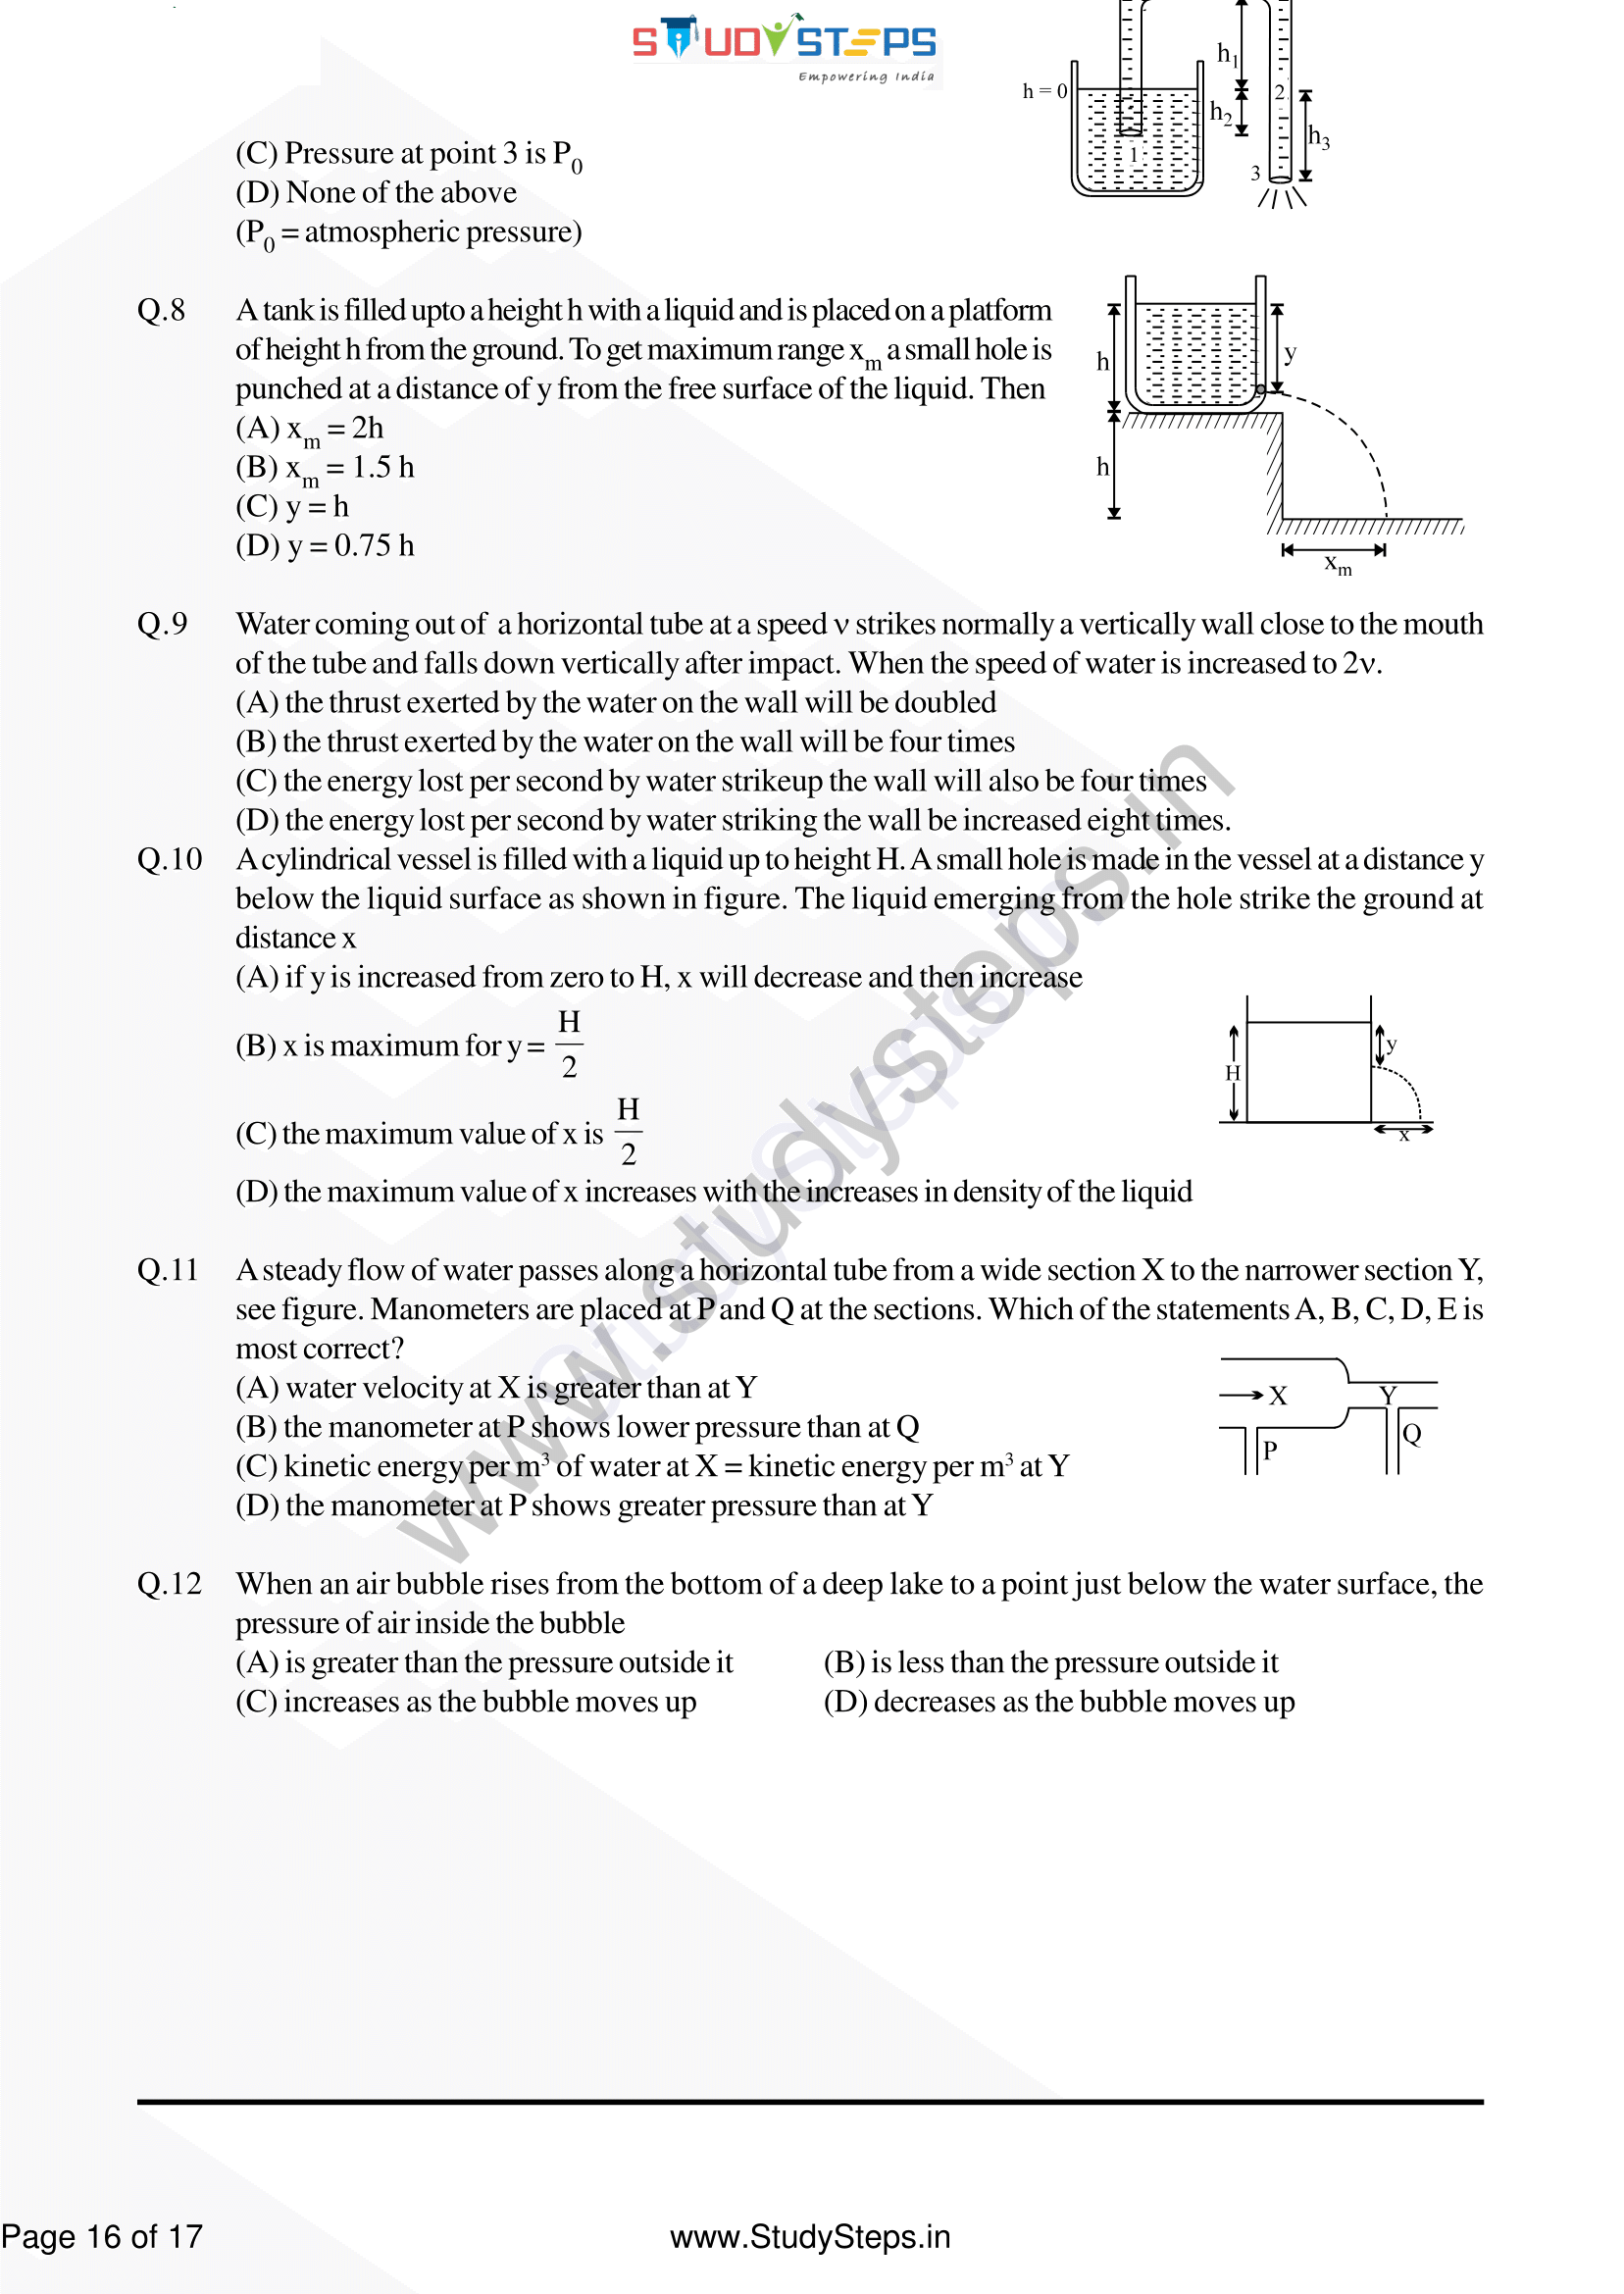 STUDYSTEPS
Empowering India
h = 0
h1
h2
2
h3
1
3
(C) Pressure at point 3 is P0
(D) None of the above
(P0 = atmospheric pressure)
Q.8 A tank is filled upto a height h with a liquid and is placed on a platform
of height h from the ground. To get maximum range xm a small hole is
punched at a distance of y from the free surface of the liquid. Then
(A) xm = 2h
(B) xm = 1.5 h
(C) y = h
(D) y = 0.75 h
h
y
h
xm
Q.9 Water coming out of a horizontal tube at a speed ν strikes normally a vertically wall close to the mouth
of the tube and falls down vertically after impact. When the speed of water is increased to 2ν.
(A) the thrust exerted by the water on the wall will be doubled
(B) the thrust exerted by the water on the wall will be four times
(C) the energy lost per second by water strikeup the wall will also be four times
(D) the energy lost per second by water striking the wall be increased eight times.
Q.10 A cylindrical vessel is filled with a liquid up to height H. A small hole is made in the vessel at a distance y
below the liquid surface as shown in figure. The liquid emerging from the hole strike the ground at
distance x
(A) if y is increased from zero to H, x will decrease and then increase
(B) x is maximum for y = H/2
(C) the maximum value of x is H/2
(D) the maximum value of x increases with the increases in density of the liquid
H
y
x
Q.11 A steady flow of water passes along a horizontal tube from a wide section X to the narrower section Y,
see figure. Manometers are placed at P and Q at the sections. Which of the statements A, B, C, D, E is
most correct?
(A) water velocity at X is greater than at Y
(B) the manometer at P shows lower pressure than at Q
(C) kinetic energy per m³ of water at X = kinetic energy per m³ at Y
(D) the manometer at P shows greater pressure than at Y
X
Y
P
Q
Q.12 When an air bubble rises from the bottom of a deep lake to a point just below the water surface, the
pressure of air inside the bubble
(A) is greater than the pressure outside it (B) is less than the pressure outside it
(C) increases as the bubble moves up (D) decreases as the bubble moves up
www.studysteps.in
StudySteps
Page 16 of 17 www.StudySteps.in